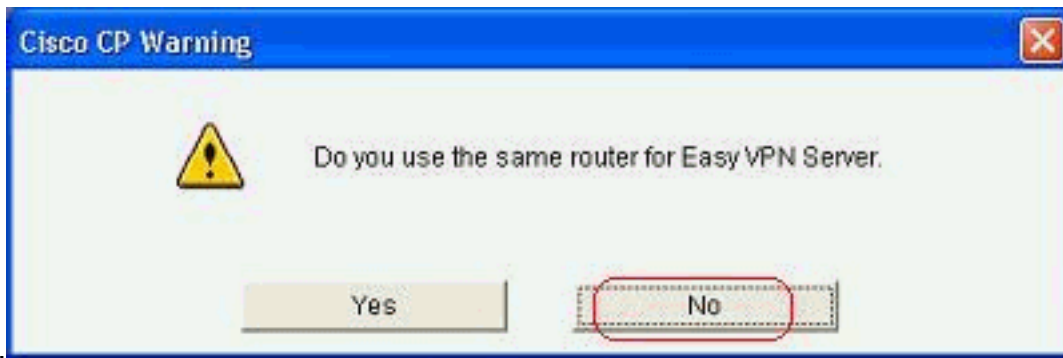 Cisco CP Warning
Do you use the same router for Easy VPN Server.
Yes
No